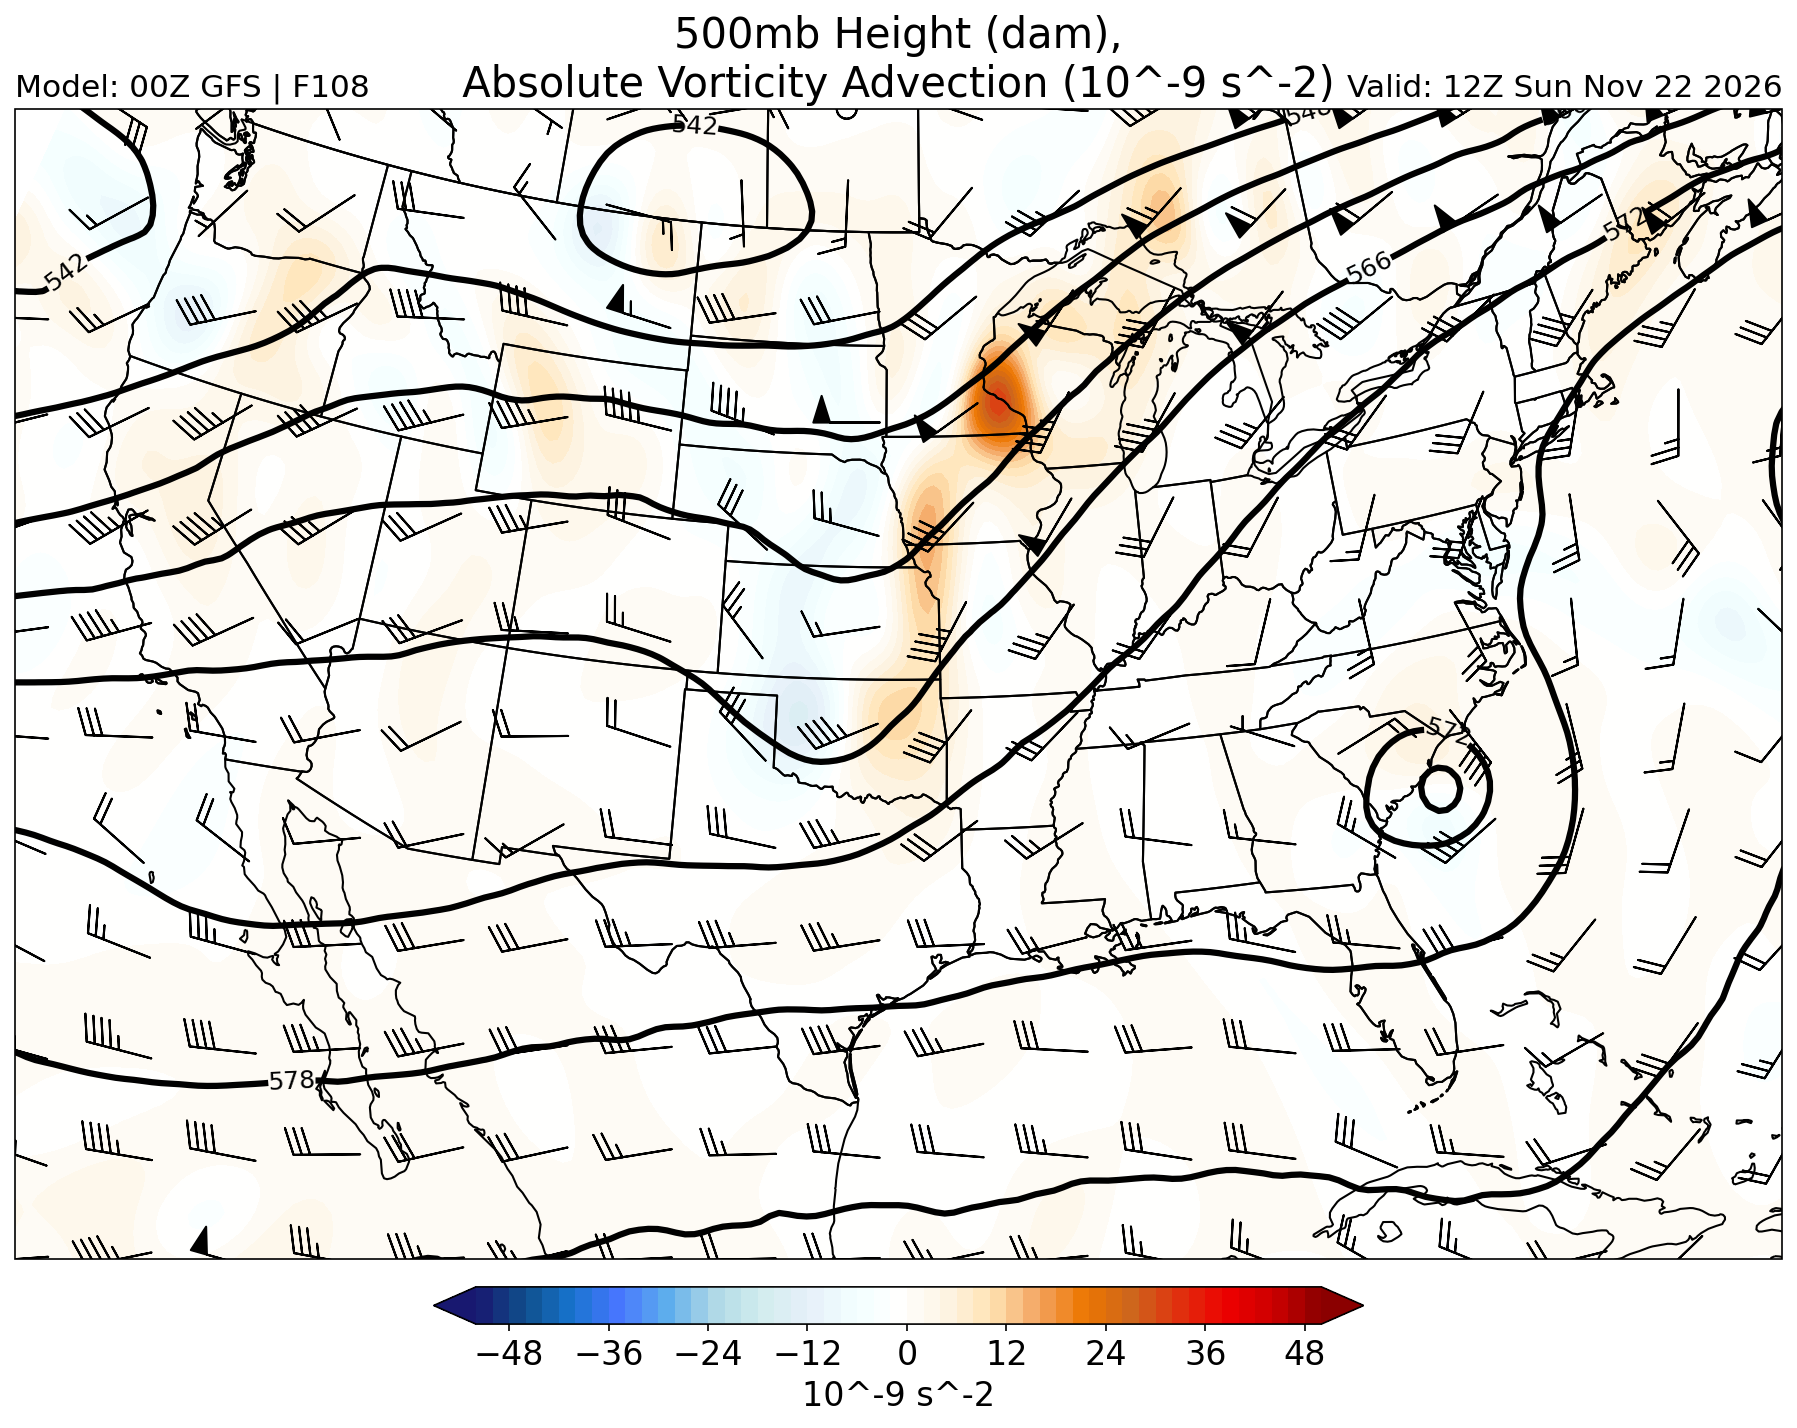 500mb Height (dam),
Model: 00Z GFS | F108
Absolute Vorticity Advection (10^-9 s^-2)
Valid: 12Z Sun Nov 22 2026
542
572
542
566
572
578
−48 −36 −24 −12 0 12 24 36 48
10^-9 s^-2